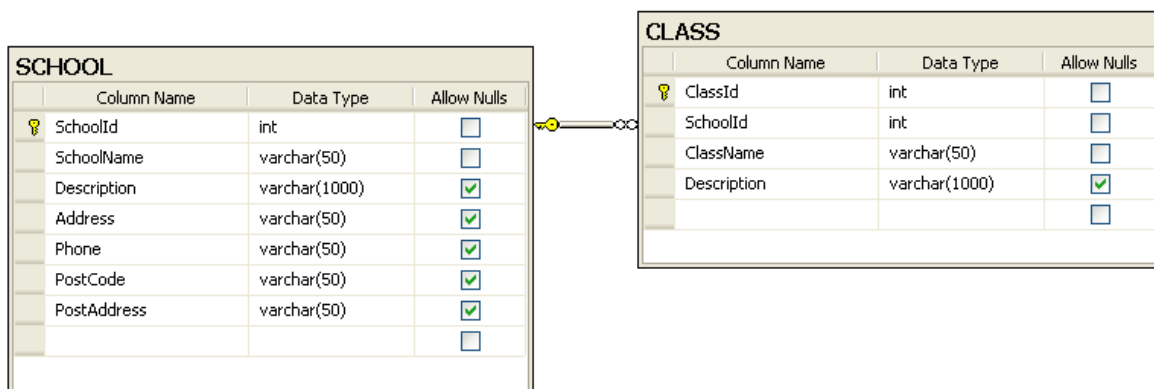 SCHOOL
Column Name Data Type Allow Nulls
SchoolId int
SchoolName varchar(50)
Description varchar(1000)
Address varchar(50)
Phone varchar(50)
PostCode varchar(50)
PostAddress varchar(50)
CLASS
Column Name Data Type Allow Nulls
ClassId int
SchoolId int
ClassName varchar(50)
Description varchar(1000)